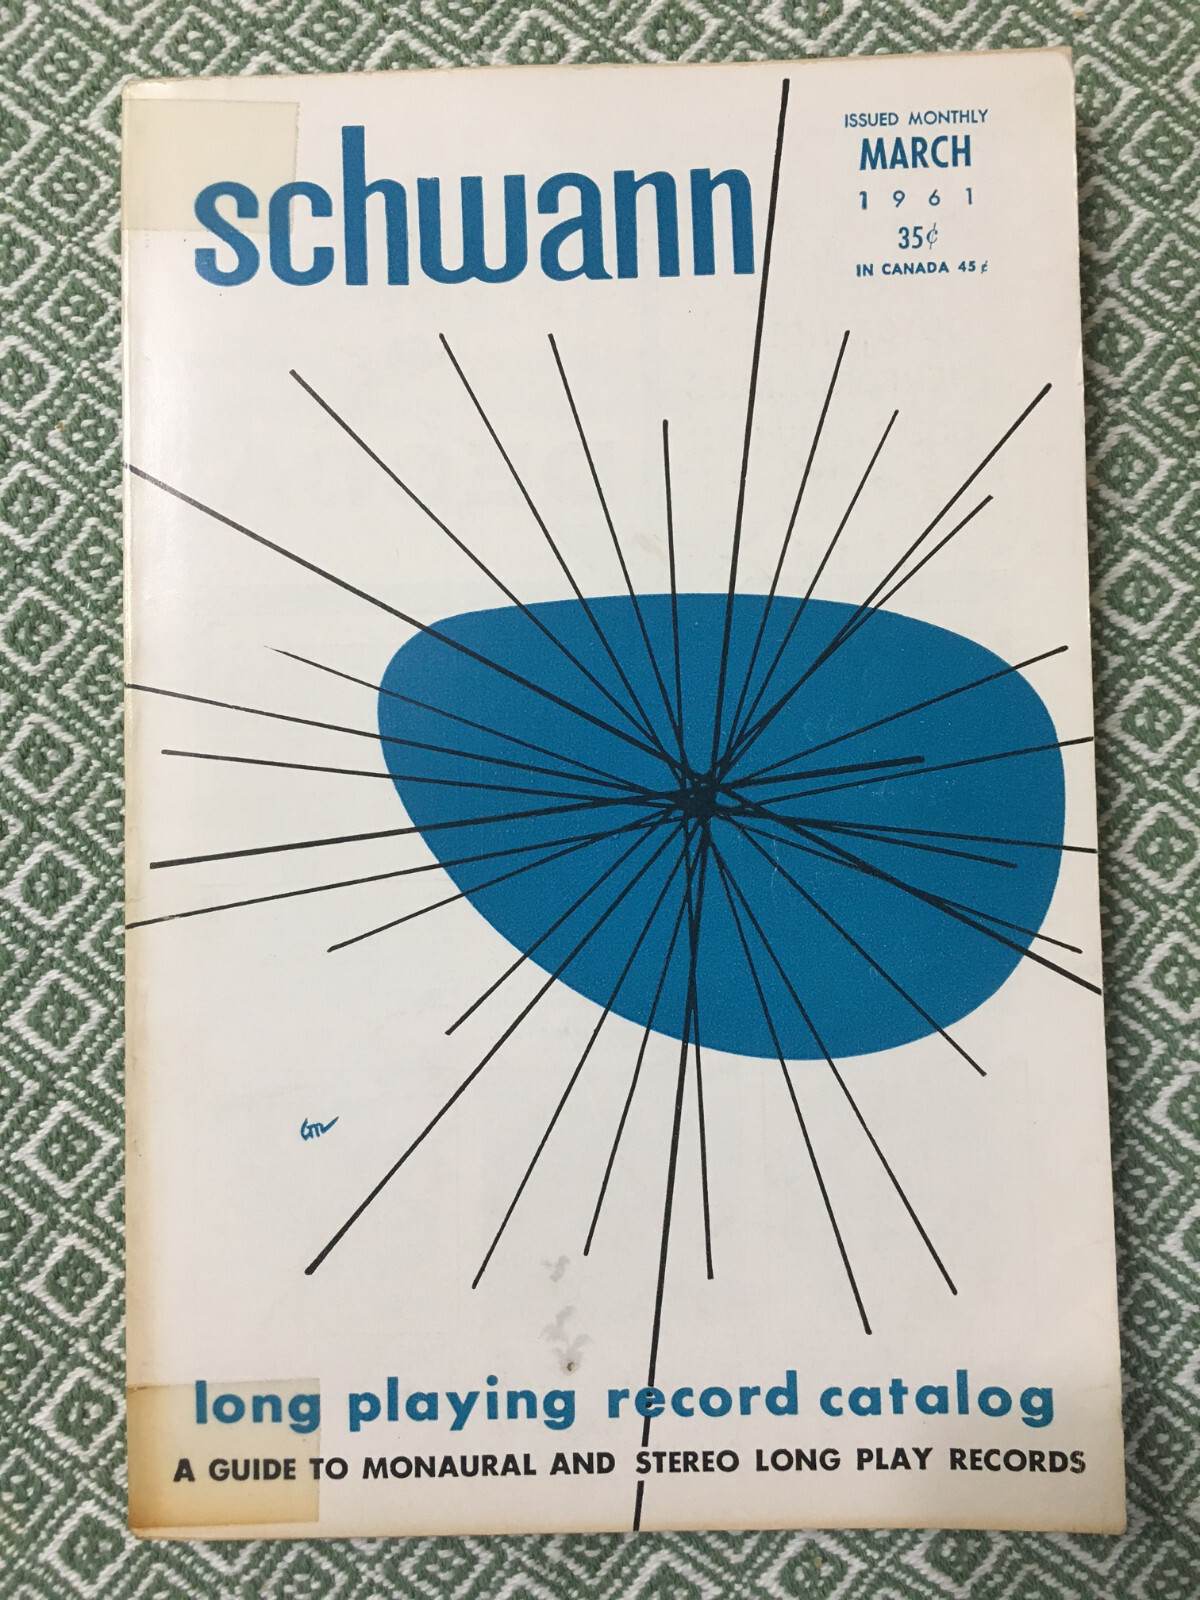 schwann
ISSUED MONTHLY
MARCH
1961
35¢
IN CANADA 45¢
long playing record catalog
A GUIDE TO MONAURAL AND STEREO LONG PLAY RECORDS